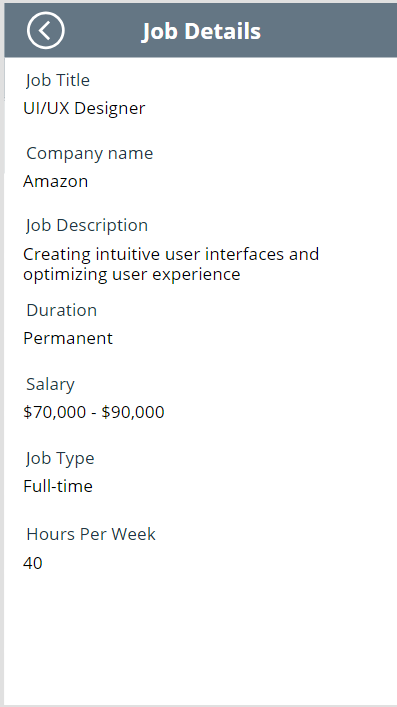 Job Details
Job Title
UI/UX Designer
Company name
Amazon
Job Description
Creating intuitive user interfaces and
optimizing user experience
Duration
Permanent
Salary
$70,000 - $90,000
Job Type
Full-time
Hours Per Week
40